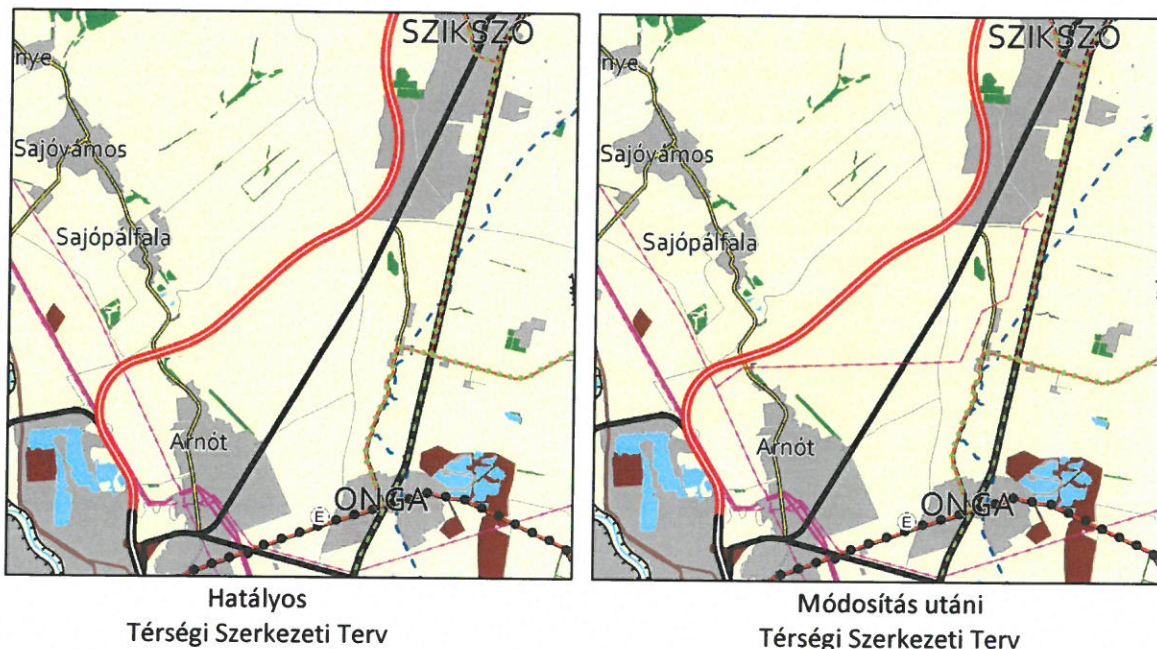 SZIKSZÓ
nye
Sajóvámos
Sajópálfala
Arnót
ONGA
É
Hatályos
Térségi Szerkezeti Terv
SZIKSZÓ
nye
Sajóvámos
Sajópálfala
Arnót
ONGA
É
Módosítás utáni
Térségi Szerkezeti Terv